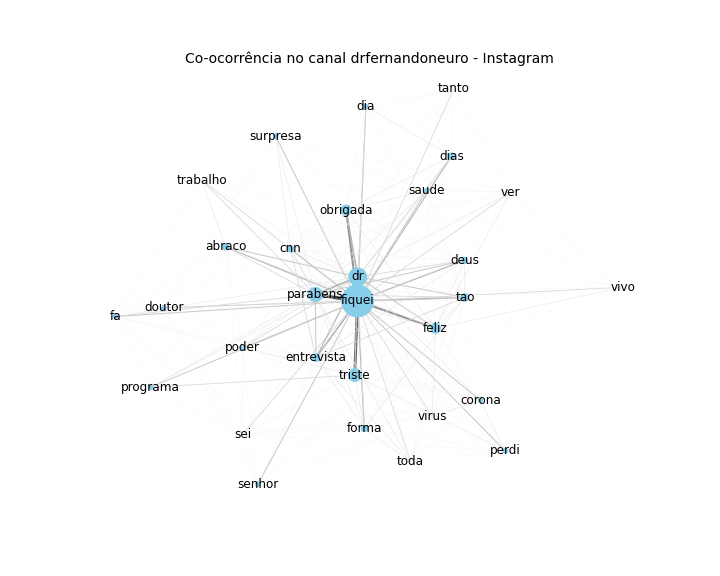 Co-ocorrência no canal drfernandoneuro - Instagram
tanto
dia
surpresa
dias
trabalho
saude
ver
obrigada
abraco
cnn
deus
dr
vivo
parabens
tao
fiquei
doutor
fa
feliz
poder
entrevista
triste
programa
corona
virus
forma
sei
perdi
toda
senhor